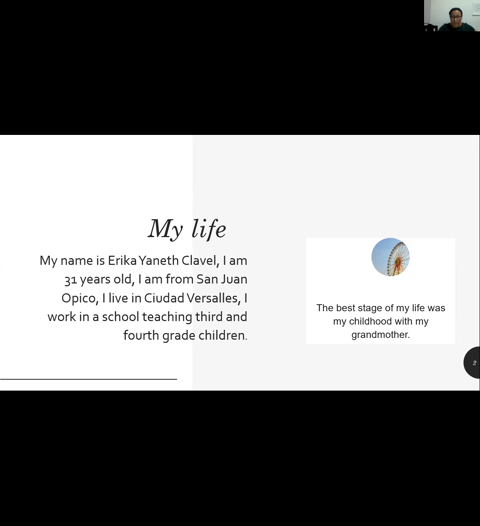 My life
My name is Erika Yaneth Clavel, I am
31 years old, I am from San Juan
Opico, I live in Ciudad Versalles, I
work in a school teaching third and
fourth grade children.
The best stage of my life was
my childhood with my
grandmother.
2